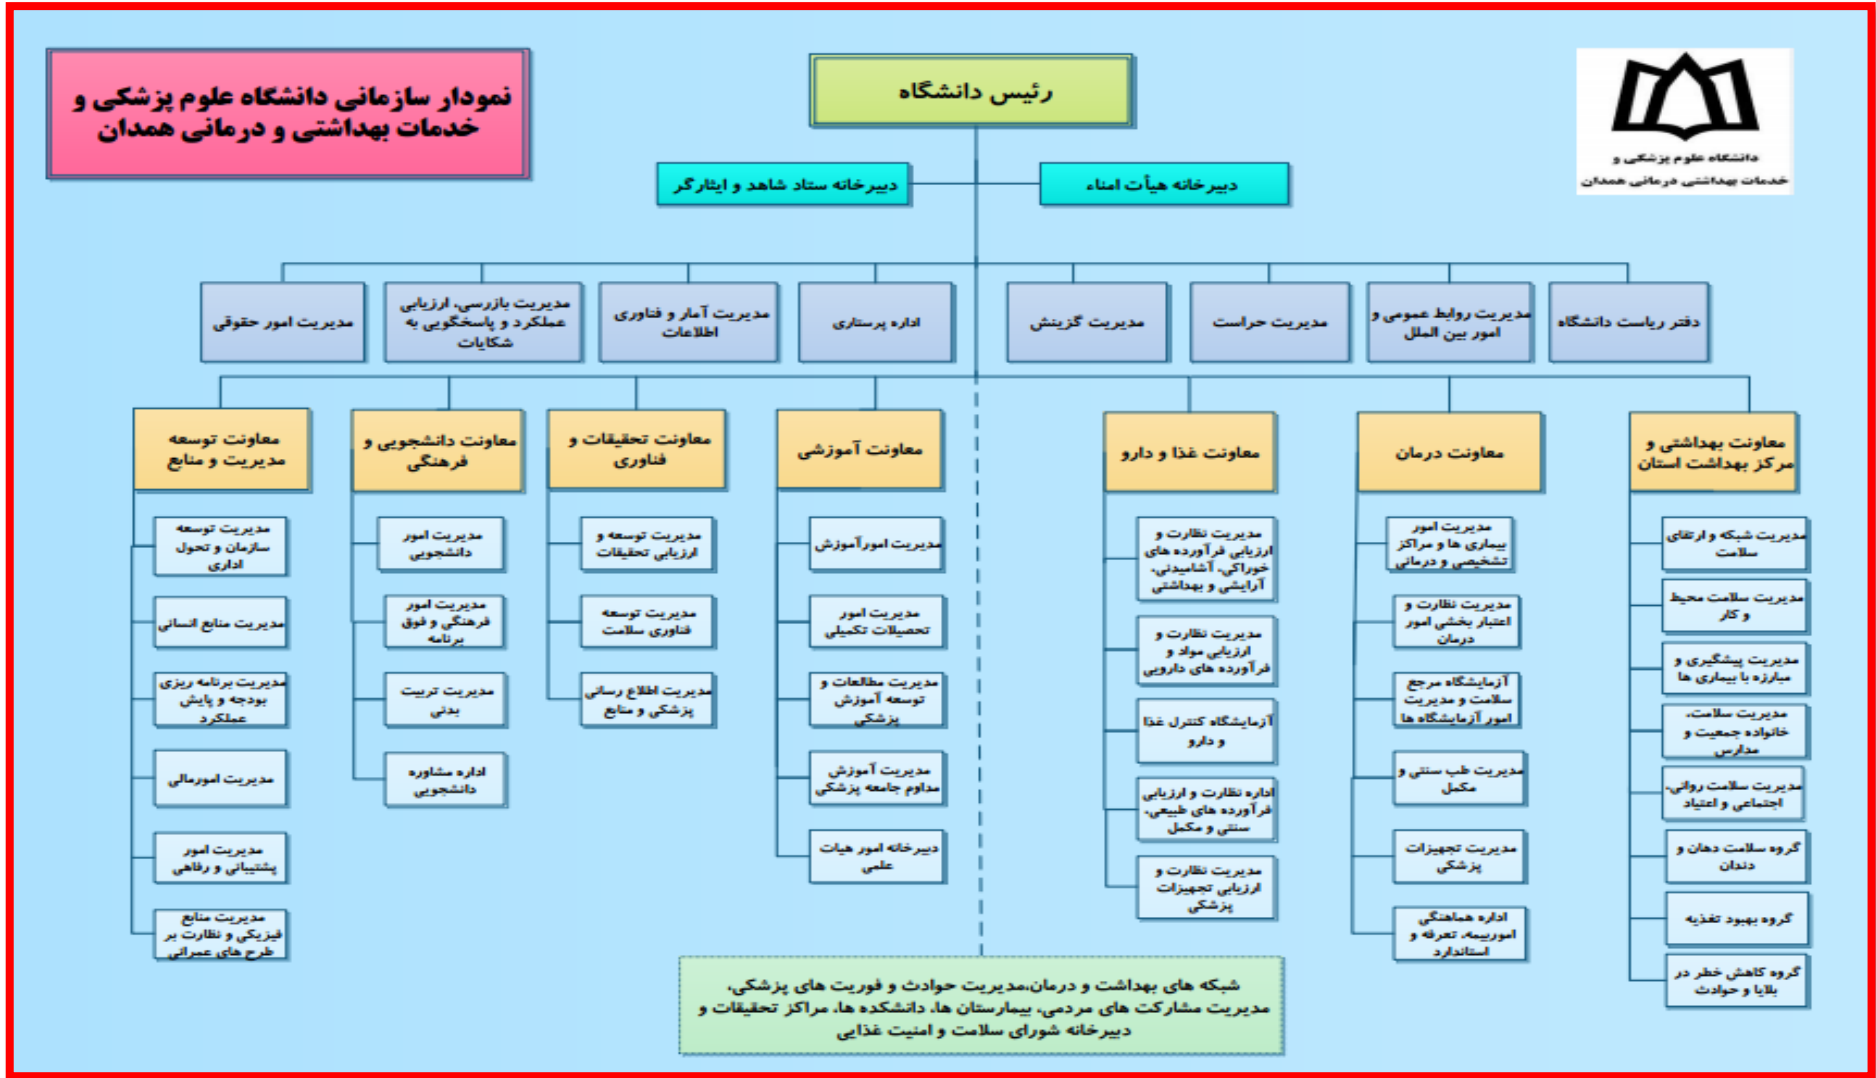 نمودار سازمانی دانشگاه علوم پزشکی و
خدمات بهداشتی و درمانی همدان
رئیس دانشگاه
دانشگاه علوم پزشکی و
خدمات بهداشتی درمانی همدان
دبیرخانه هیأت امناء
دبیرخانه ستاد شاهد و ایثارگر
دفتر ریاست دانشگاه
مدیریت روابط عمومی و
امور بین الملل
مدیریت حراست
مدیریت گزینش
اداره پرستاری
مدیریت آمار و فناوری
اطلاعات
مدیریت بازرسی، ارزیابی
عملکرد و پاسخگویی به
شکایات
مدیریت امور حقوقی
معاونت بهداشتی و
مرکز بهداشت استان
مدیریت شبکه و ارتقای
سلامت
مدیریت سلامت محیط
و کار
مدیریت پیشگیری و
مبارزه با بیماری ها
مدیریت سلامت،
خانواده جمعیت و
مدارس
مدیریت سلامت روانی،
اجتماعی و اعتیاد
گروه سلامت دهان و
دندان
گروه بهبود تغذیه
گروه کاهش خطر در
بلایا و حوادث
معاونت درمان
مدیریت امور
بیماری ها و مراکز
تشخیصی و درمانی
مدیریت نظارت و
اعتبار بخشی امور
درمان
آزمایشگاه مرجع
سلامت و مدیریت
امور آزمایشگاه ها
مدیریت طب سنتی و
مکمل
مدیریت تجهیزات
پزشکی
اداره هماهنگی
اموربیمه، تعرفه و
استاندارد
معاونت غذا و دارو
مدیریت نظارت و
ارزیابی فرآورده های
خوراکی، آشامیدنی،
آرایشی و بهداشتی
مدیریت نظارت و
ارزیابی مواد و
فرآورده های دارویی
آزمایشگاه کنترل غذا
و دارو
اداره نظارت و ارزیابی
فرآورده های طبیعی،
سنتی و مکمل
مدیریت نظارت و
ارزیابی تجهیزات
پزشکی
معاونت آموزشی
مدیریت امورآموزش
مدیریت امور
تحصیلات تکمیلی
مدیریت مطالعات و
توسعه آموزش
پزشکی
مدیریت آموزش
مداوم جامعه پزشکی
دبیرخانه امور هیات
علمی
معاونت تحقیقات و
فناوری
مدیریت توسعه و
ارزیابی تحقیقات
مدیریت توسعه
فناوری سلامت
مدیریت اطلاع رسانی
پزشکی و منابع
معاونت دانشجویی و
فرهنگی
مدیریت امور
دانشجویی
مدیریت امور
فرهنگی و فوق
برنامه
مدیریت تربیت
بدنی
اداره مشاوره
دانشجویی
معاونت توسعه
مدیریت و منابع
مدیریت توسعه
سازمان و تحول
اداری
مدیریت منابع انسانی
مدیریت برنامه ریزی
بودجه و پایش
عملکرد
مدیریت امورمالی
مدیریت امور
پشتیبانی و رفاهی
مدیریت منابع
فیزیکی و نظارت بر
طرح های عمرانی
شبکه های بهداشت و درمان،مدیریت حوادث و فوریت های پزشکی،
مدیریت مشارکت های مردمی، بیمارستان ها، دانشکده ها، مراکز تحقیقات و
دبیرخانه شورای سلامت و امنیت غذایی